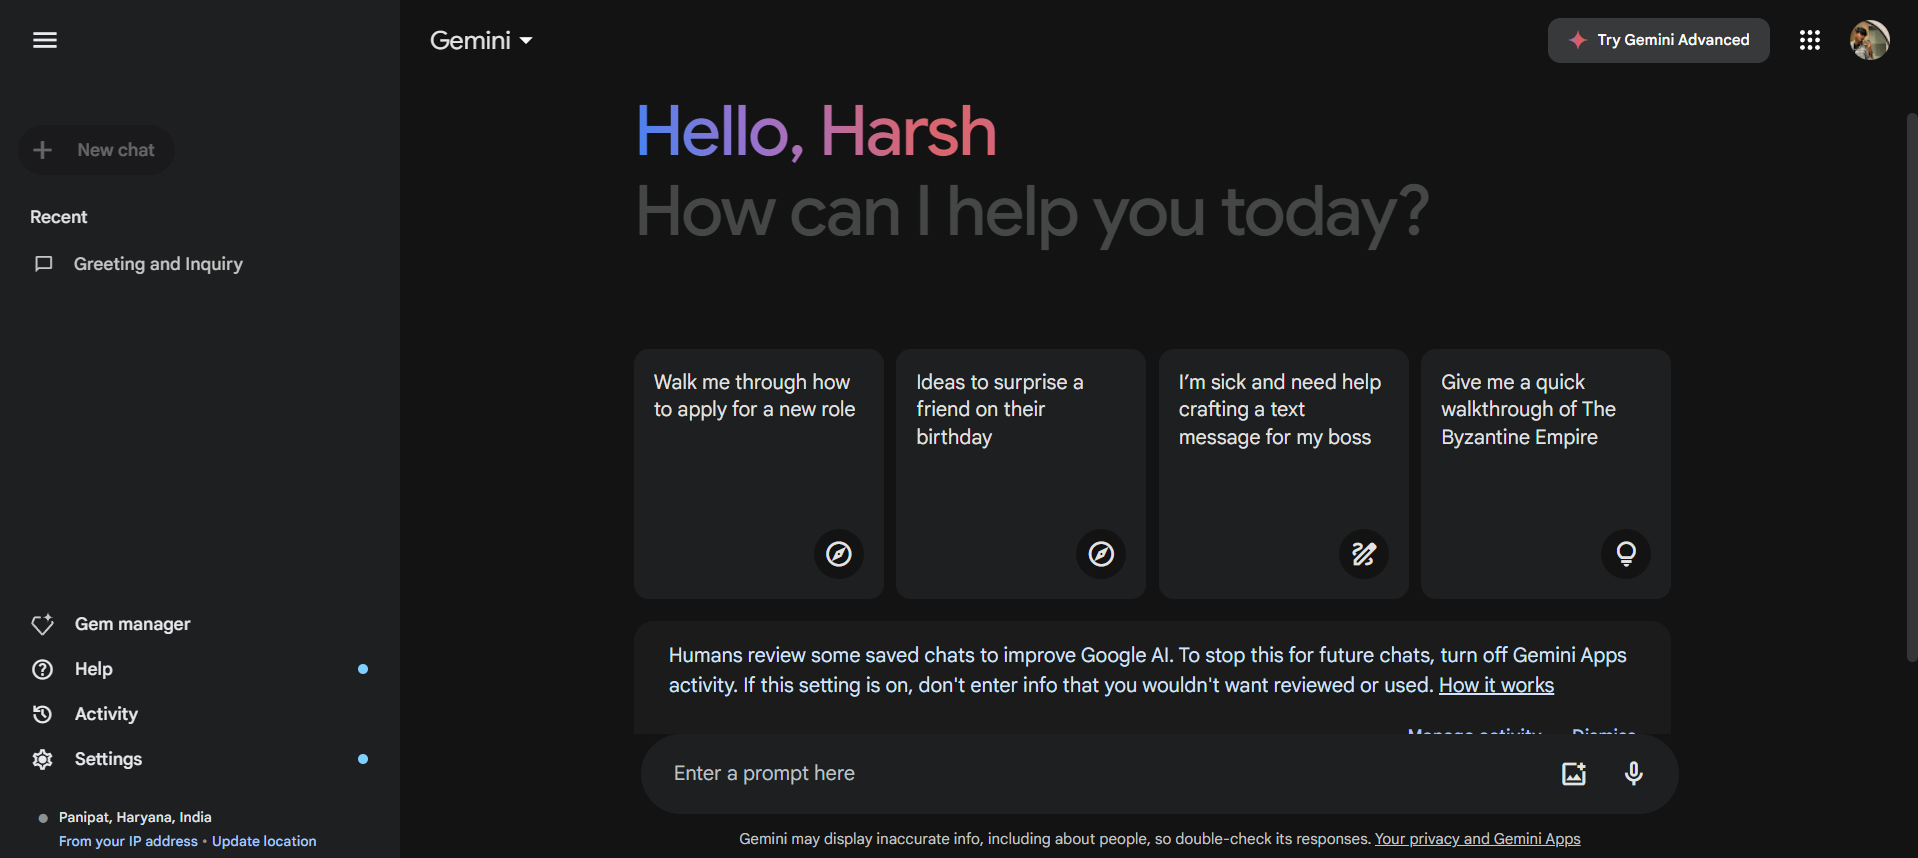 Gemini
Try Gemini Advanced
New chat
Recent
Greeting and Inquiry
Gem manager
Help
Activity
Settings
Panipat, Haryana, India
From your IP address • Update location
Hello, Harsh
How can I help you today?
Walk me through how
to apply for a new role
Ideas to surprise a
friend on their
birthday
I’m sick and need help
crafting a text
message for my boss
Give me a quick
walkthrough of The
Byzantine Empire
Humans review some saved chats to improve Google AI. To stop this for future chats, turn off Gemini Apps
activity. If this setting is on, don't enter info that you wouldn't want reviewed or used. How it works
Manage activity Dismiss
Enter a prompt here
Gemini may display inaccurate info, including about people, so double-check its responses. Your privacy and Gemini Apps